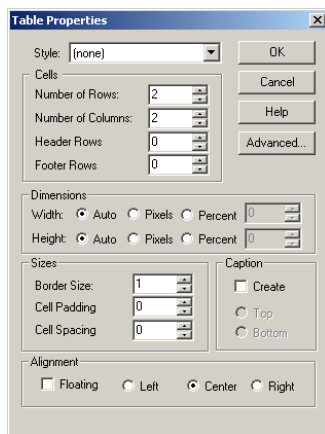 Table Properties
Style: (none) OK
Cells Cancel
Number of Rows: 2
Number of Columns: 2 Help
Header Rows 0 Advanced...
Footer Rows 0
Dimensions
Width: Auto Pixels Percent 0
Height: Auto Pixels Percent 0
Sizes Caption
Border Size: 1 Create
Cell Padding 0 Top
Cell Spacing 0 Bottom
Alignment
Floating Left Center Right